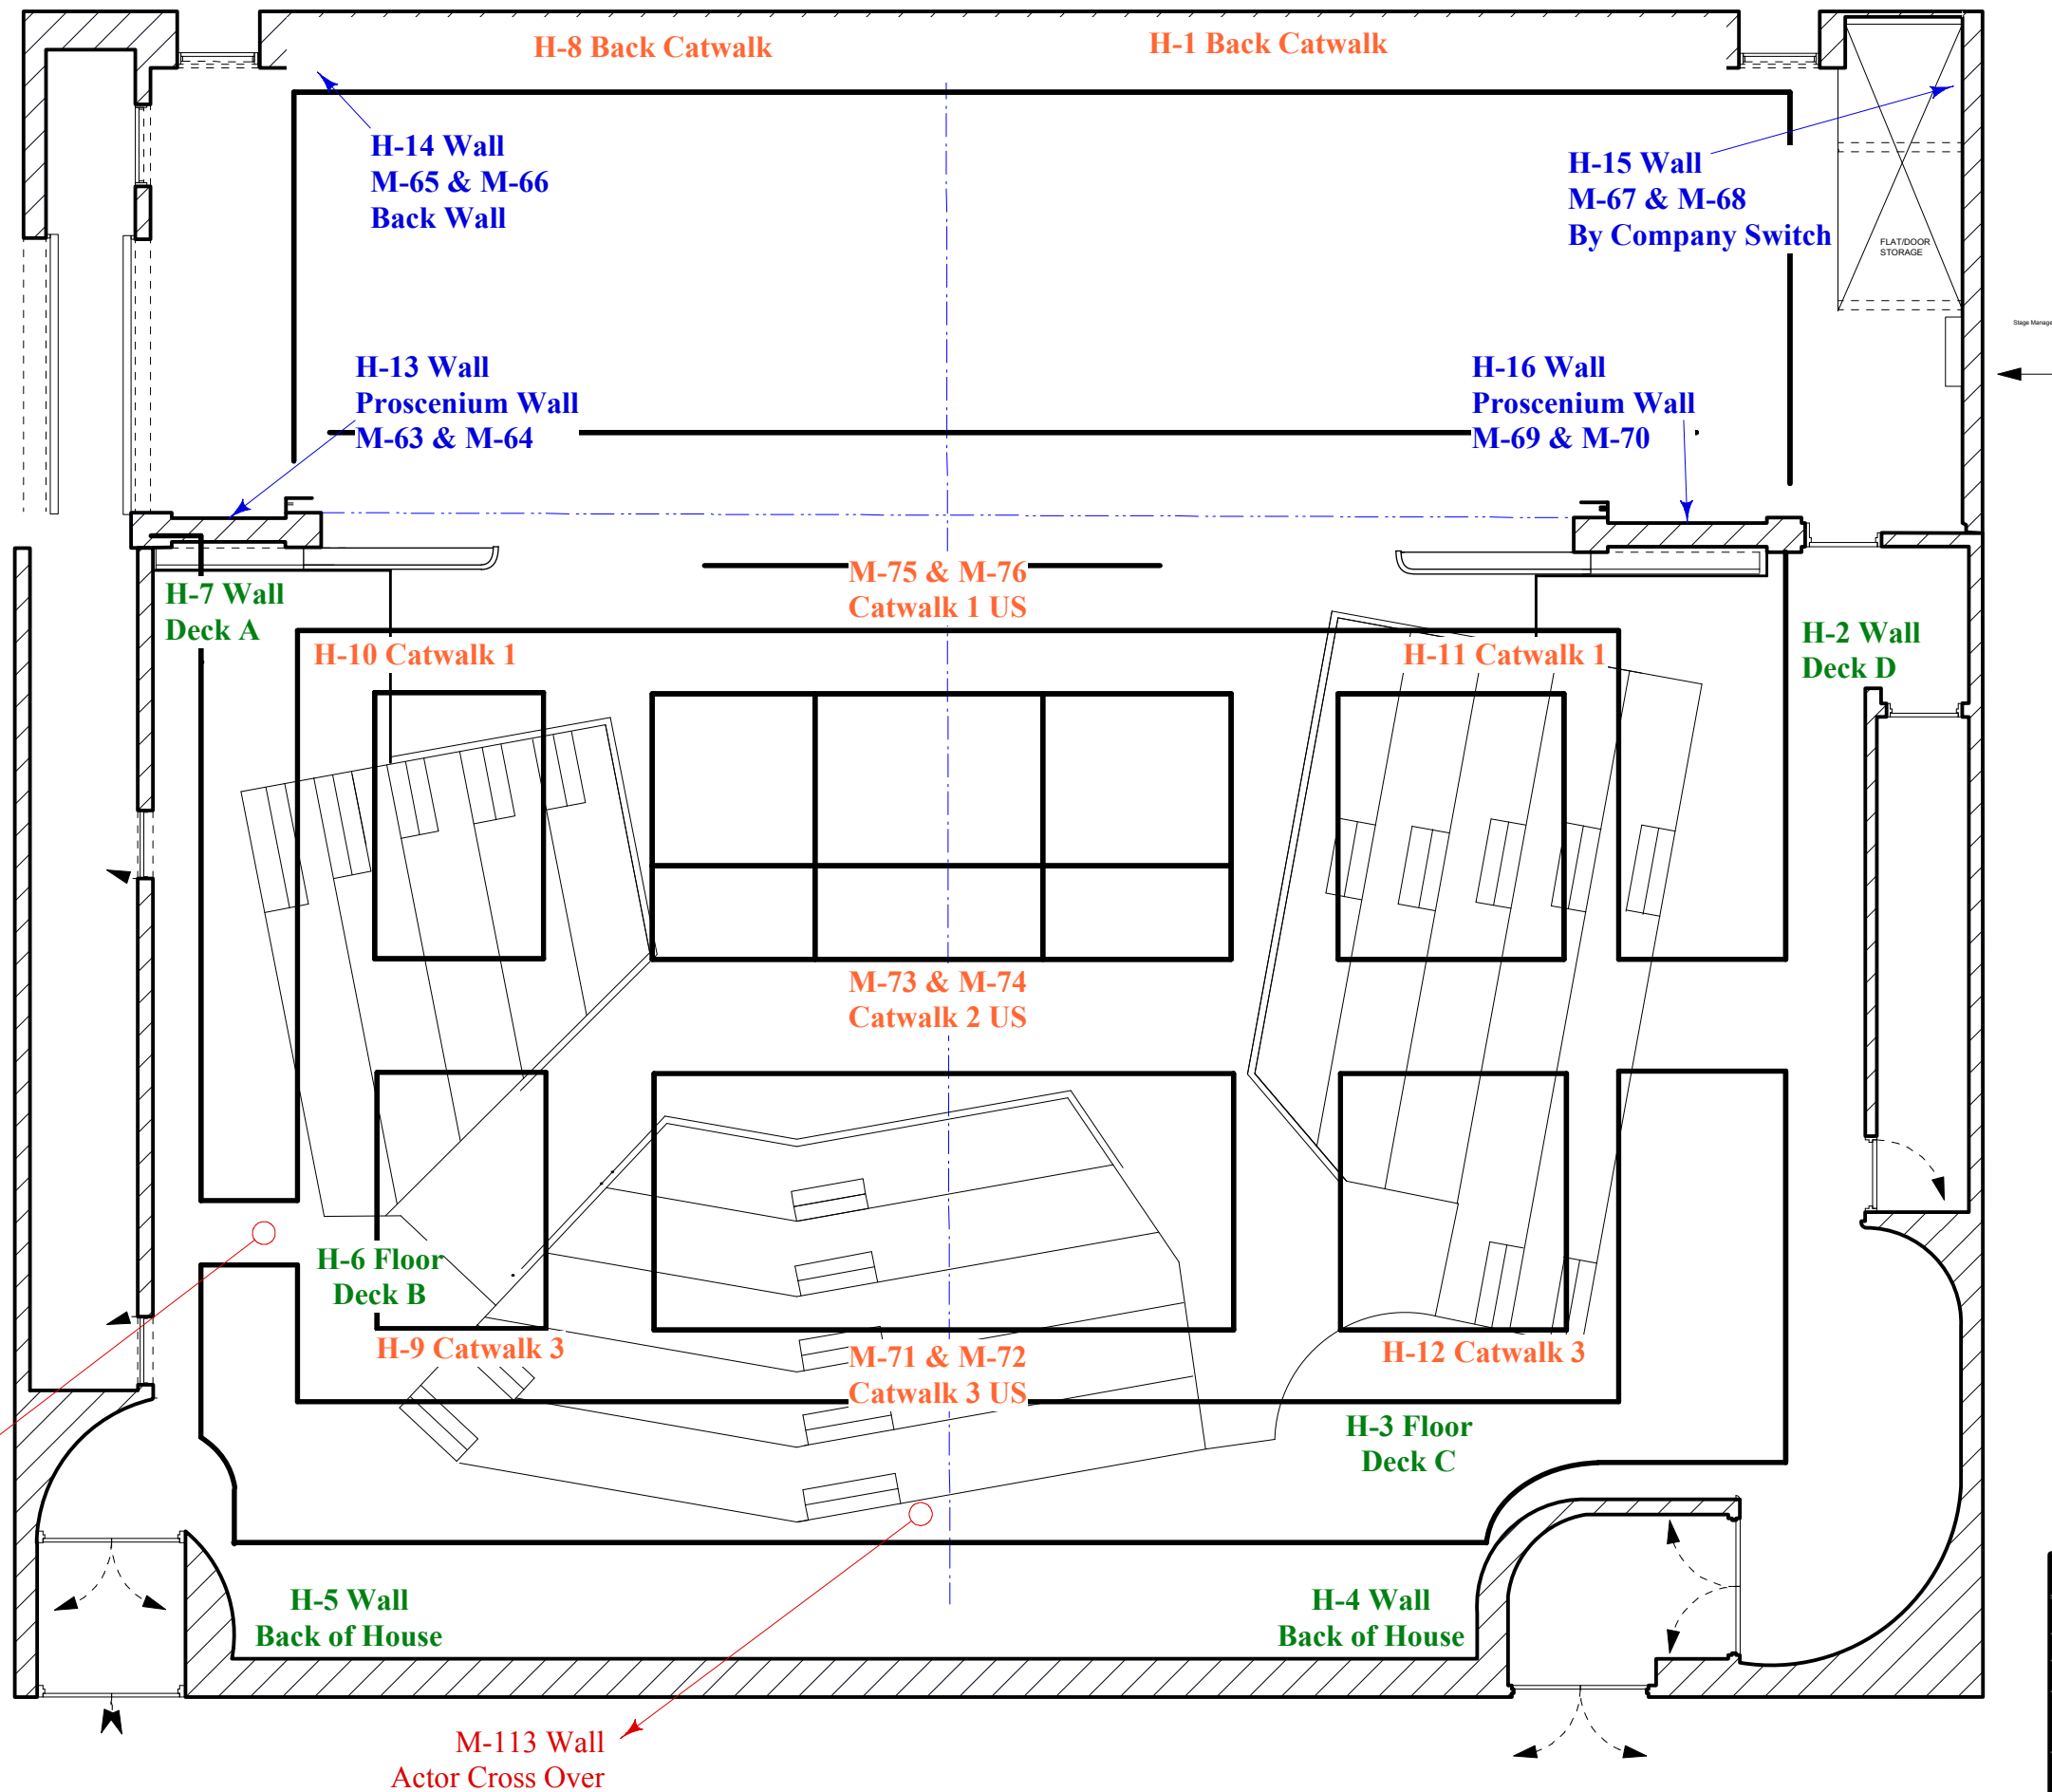 H-8 Back Catwalk
H-1 Back Catwalk
H-14 Wall
M-65 & M-66
Back Wall
H-15 Wall
M-67 & M-68
By Company Switch
FLAT/DOOR
STORAGE
Stage Manage
H-13 Wall
Proscenium Wall
M-63 & M-64
H-16 Wall
Proscenium Wall
M-69 & M-70
M-75 & M-76
Catwalk 1 US
H-7 Wall
Deck A
H-10 Catwalk 1
H-11 Catwalk 1
H-2 Wall
Deck D
M-73 & M-74
Catwalk 2 US
H-6 Floor
Deck B
H-9 Catwalk 3
M-71 & M-72
Catwalk 3 US
H-12 Catwalk 3
H-3 Floor
Deck C
H-5 Wall
Back of House
H-4 Wall
Back of House
M-113 Wall
Actor Cross Over